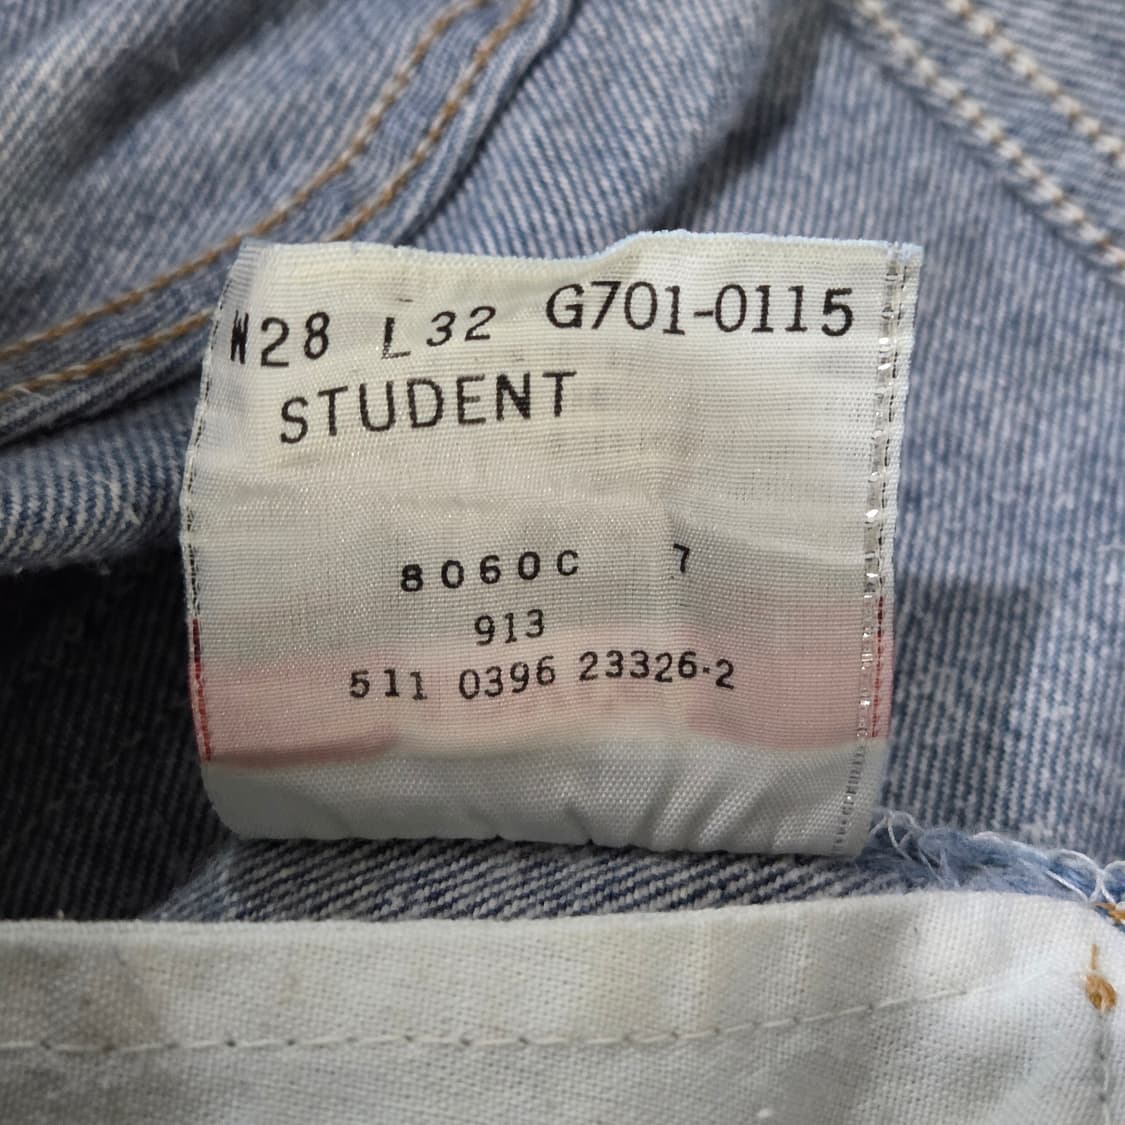 W28 L32 G701-0115
STUDENT
8060C 7
913
511 0396 23326-2